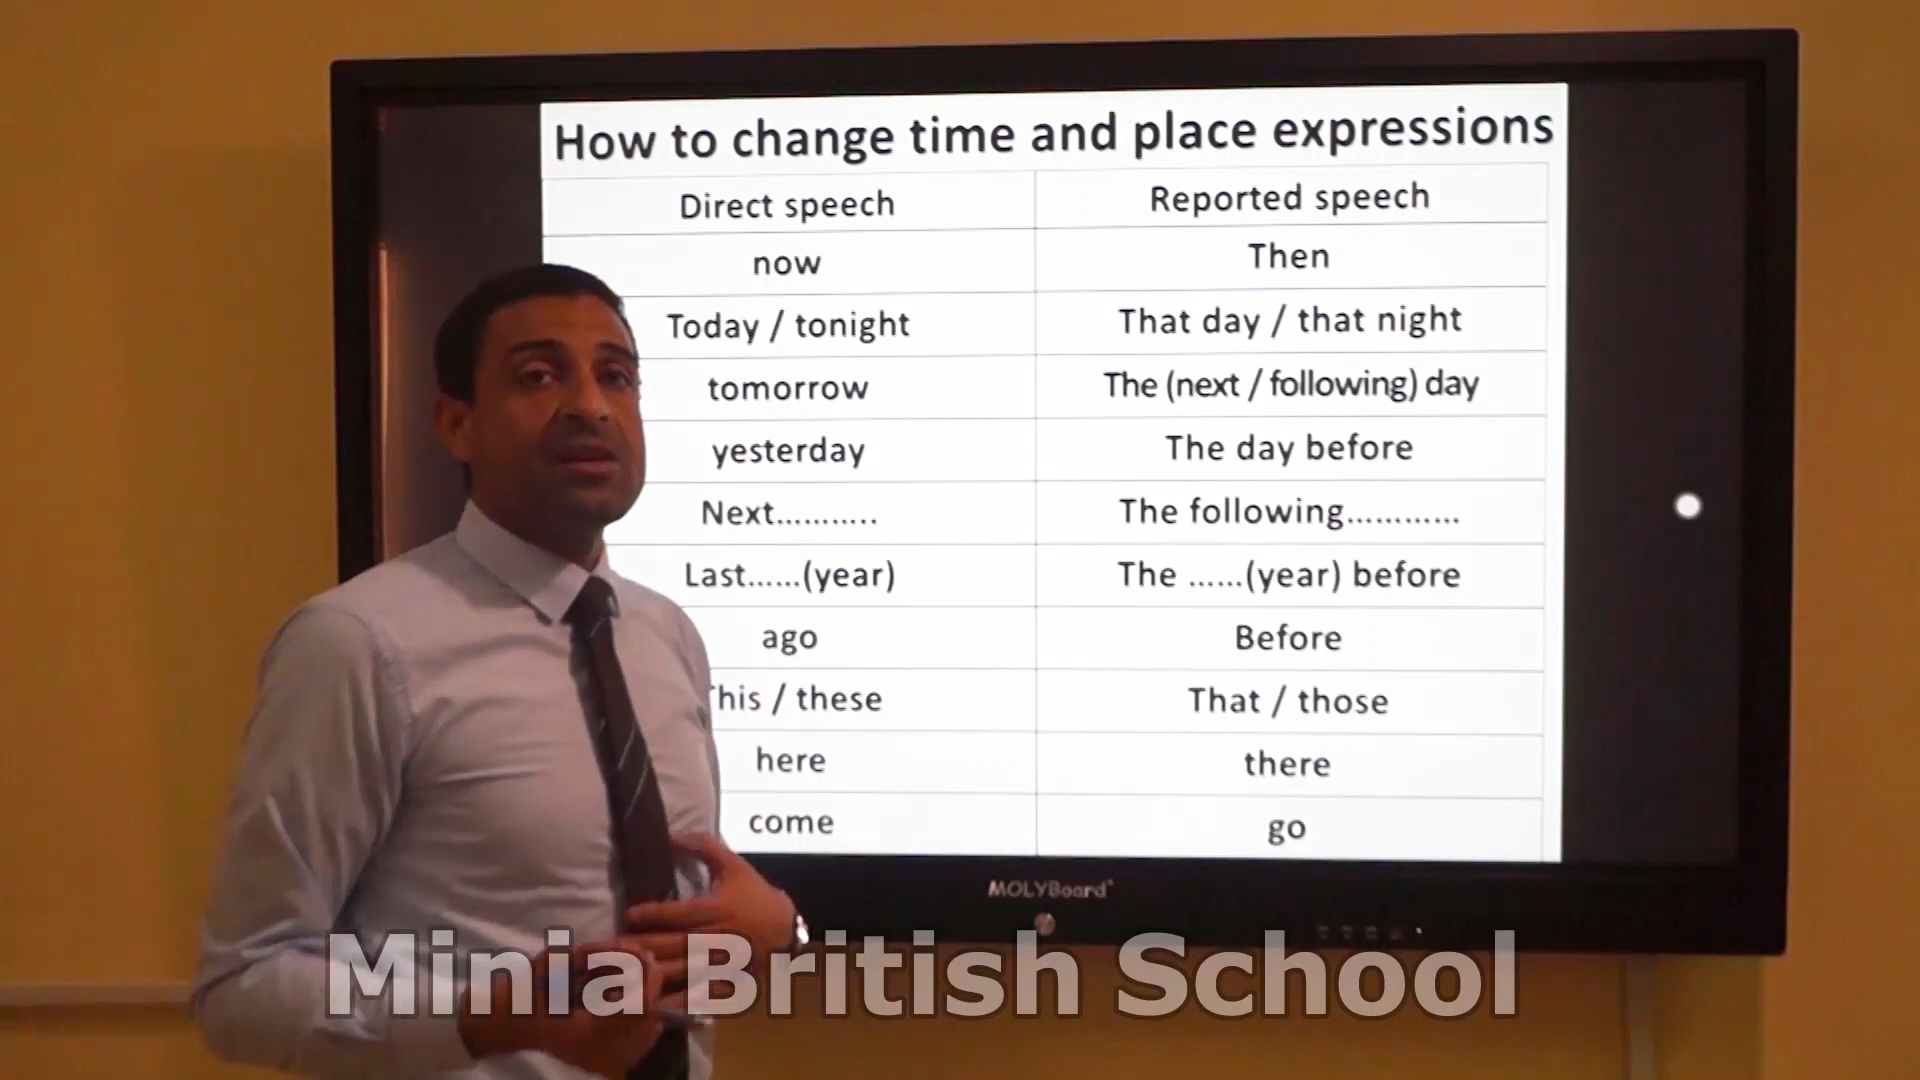 How to change time and place expressions
Direct speech Reported speech
now Then
Today / tonight That day / that night
tomorrow The (next / following) day
yesterday The day before
Next........... The following............
Last......(year) The ......(year) before
ago Before
his / these That / those
here there
come go
MOLYBoard
Minia British School